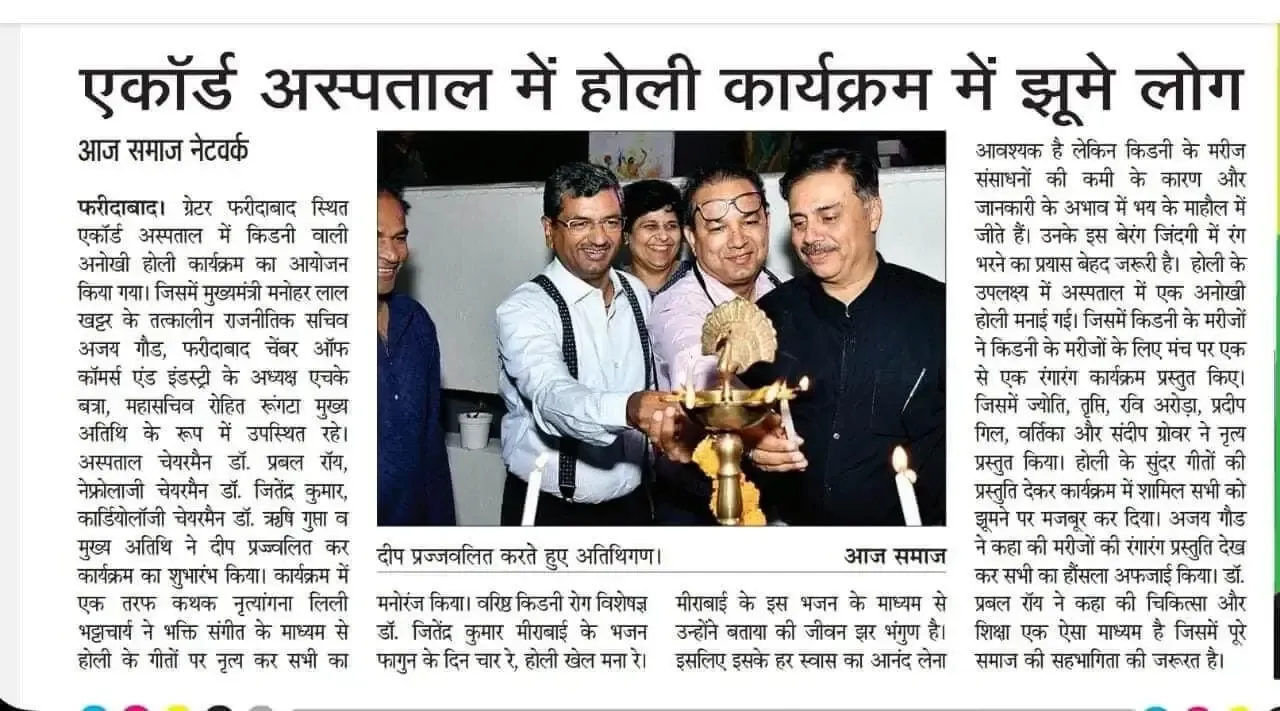 एकॉर्ड अस्पताल में होली कार्यक्रम में झूमे लोग
आज समाज नेटवर्क
फरीदाबाद। ग्रेटर फरीदाबाद स्थित
एकॉर्ड अस्पताल में किडनी वाली
अनोखी होली कार्यक्रम का आयोजन
किया गया। जिसमें मुख्यमंत्री मनोहर लाल
खट्टर के तत्कालीन राजनीतिक सचिव
अजय गौड, फरीदाबाद चेंबर ऑफ
कॉमर्स एंड इंडस्ट्री के अध्यक्ष एचके
बत्रा, महासचिव रोहित रूंगटा मुख्य
अतिथि के रूप में उपस्थित रहे।
अस्पताल चेयरमैन डॉ. प्रबल रॉय,
नेफ्रोलाजी चेयरमैन डॉ. जितेंद्र कुमार,
कार्डियोलॉजी चेयरमैन डॉ. ऋषि गुप्ता व
मुख्य अतिथि ने दीप प्रज्ज्वलित कर
कार्यक्रम का शुभारंभ किया। कार्यक्रम में
एक तरफ कथक नृत्यांगना लिली
भट्टाचार्य ने भक्ति संगीत के माध्यम से
होली के गीतों पर नृत्य कर सभी का
दीप प्रज्जवलित करते हुए अतिथिगण। आज समाज
मनोरंज किया। वरिष्ठ किडनी रोग विशेषज्ञ
डॉ. जितेंद्र कुमार मीराबाई के भजन
फागुन के दिन चार रे, होली खेल मना रे।
मीराबाई के इस भजन के माध्यम से
उन्होंने बताया की जीवन झर भंगुण है।
इसलिए इसके हर स्वास का आनंद लेना
आवश्यक है लेकिन किडनी के मरीज
संसाधनों की कमी के कारण और
जानकारी के अभाव में भय के माहौल में
जीते हैं। उनके इस बेरंग जिंदगी में रंग
भरने का प्रयास बेहद जरूरी है। होली के
उपलक्ष्य में अस्पताल में एक अनोखी
होली मनाई गई। जिसमें किडनी के मरीजों
ने किडनी के मरीजों के लिए मंच पर एक
से एक रंगारंग कार्यक्रम प्रस्तुत किए।
जिसमें ज्योति, तृप्ति, रवि अरोड़ा, प्रदीप
गिल, वर्तिका और संदीप ग्रोवर ने नृत्य
प्रस्तुत किया। होली के सुंदर गीतों की
प्रस्तुति देकर कार्यक्रम में शामिल सभी को
झूमने पर मजबूर कर दिया। अजय गौड
ने कहा की मरीजों की रंगारंग प्रस्तुति देख
कर सभी का हौंसला अफजाई किया। डॉ.
प्रबल रॉय ने कहा की चिकित्सा और
शिक्षा एक ऐसा माध्यम है जिसमें पूरे
समाज की सहभागिता की जरूरत है।